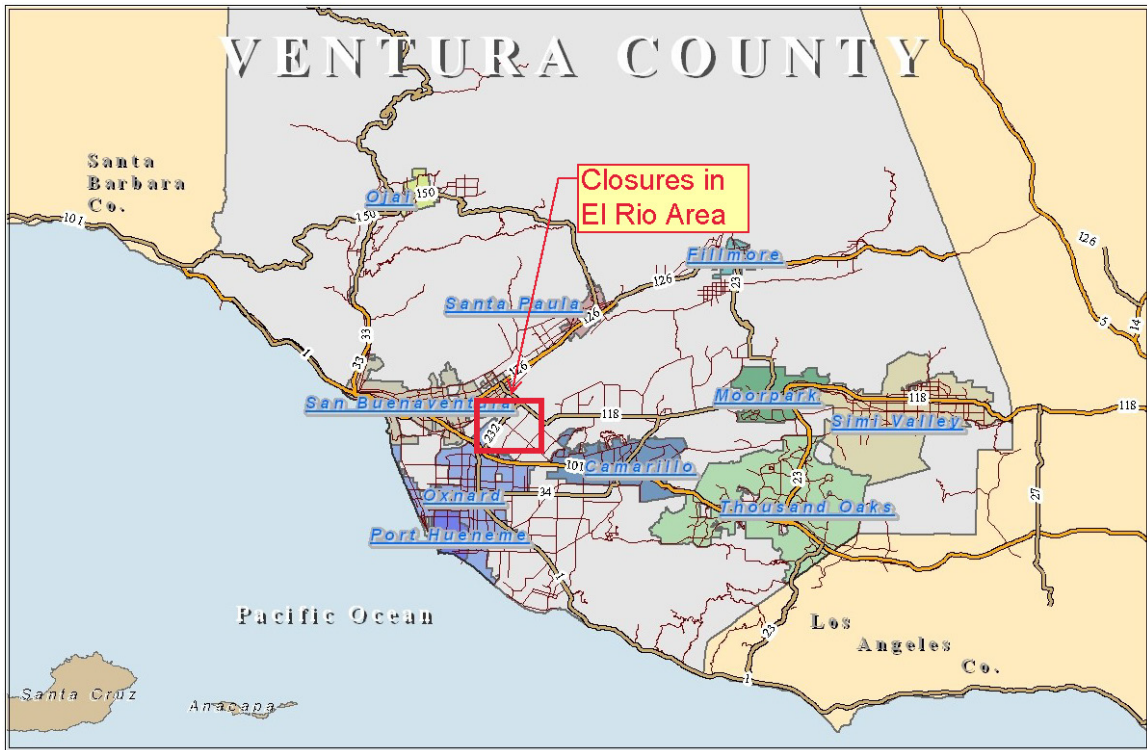 VENTURA COUNTY
Santa
Barbara
Co.
101
Ojai
150
150
Closures in
El Rio Area
126
Fillmore
23
126
Santa Paula
126
5
14
33
33
1
126
San Buenaventura
232
118
Moorpark
118
118
Simi Valley
101
Camarillo
23
34
Oxnard
Thousand Oaks
27
Port Hueneme
1
Pacific Ocean
23
Los
Angeles
Co.
1
Santa Cruz
Anacapa